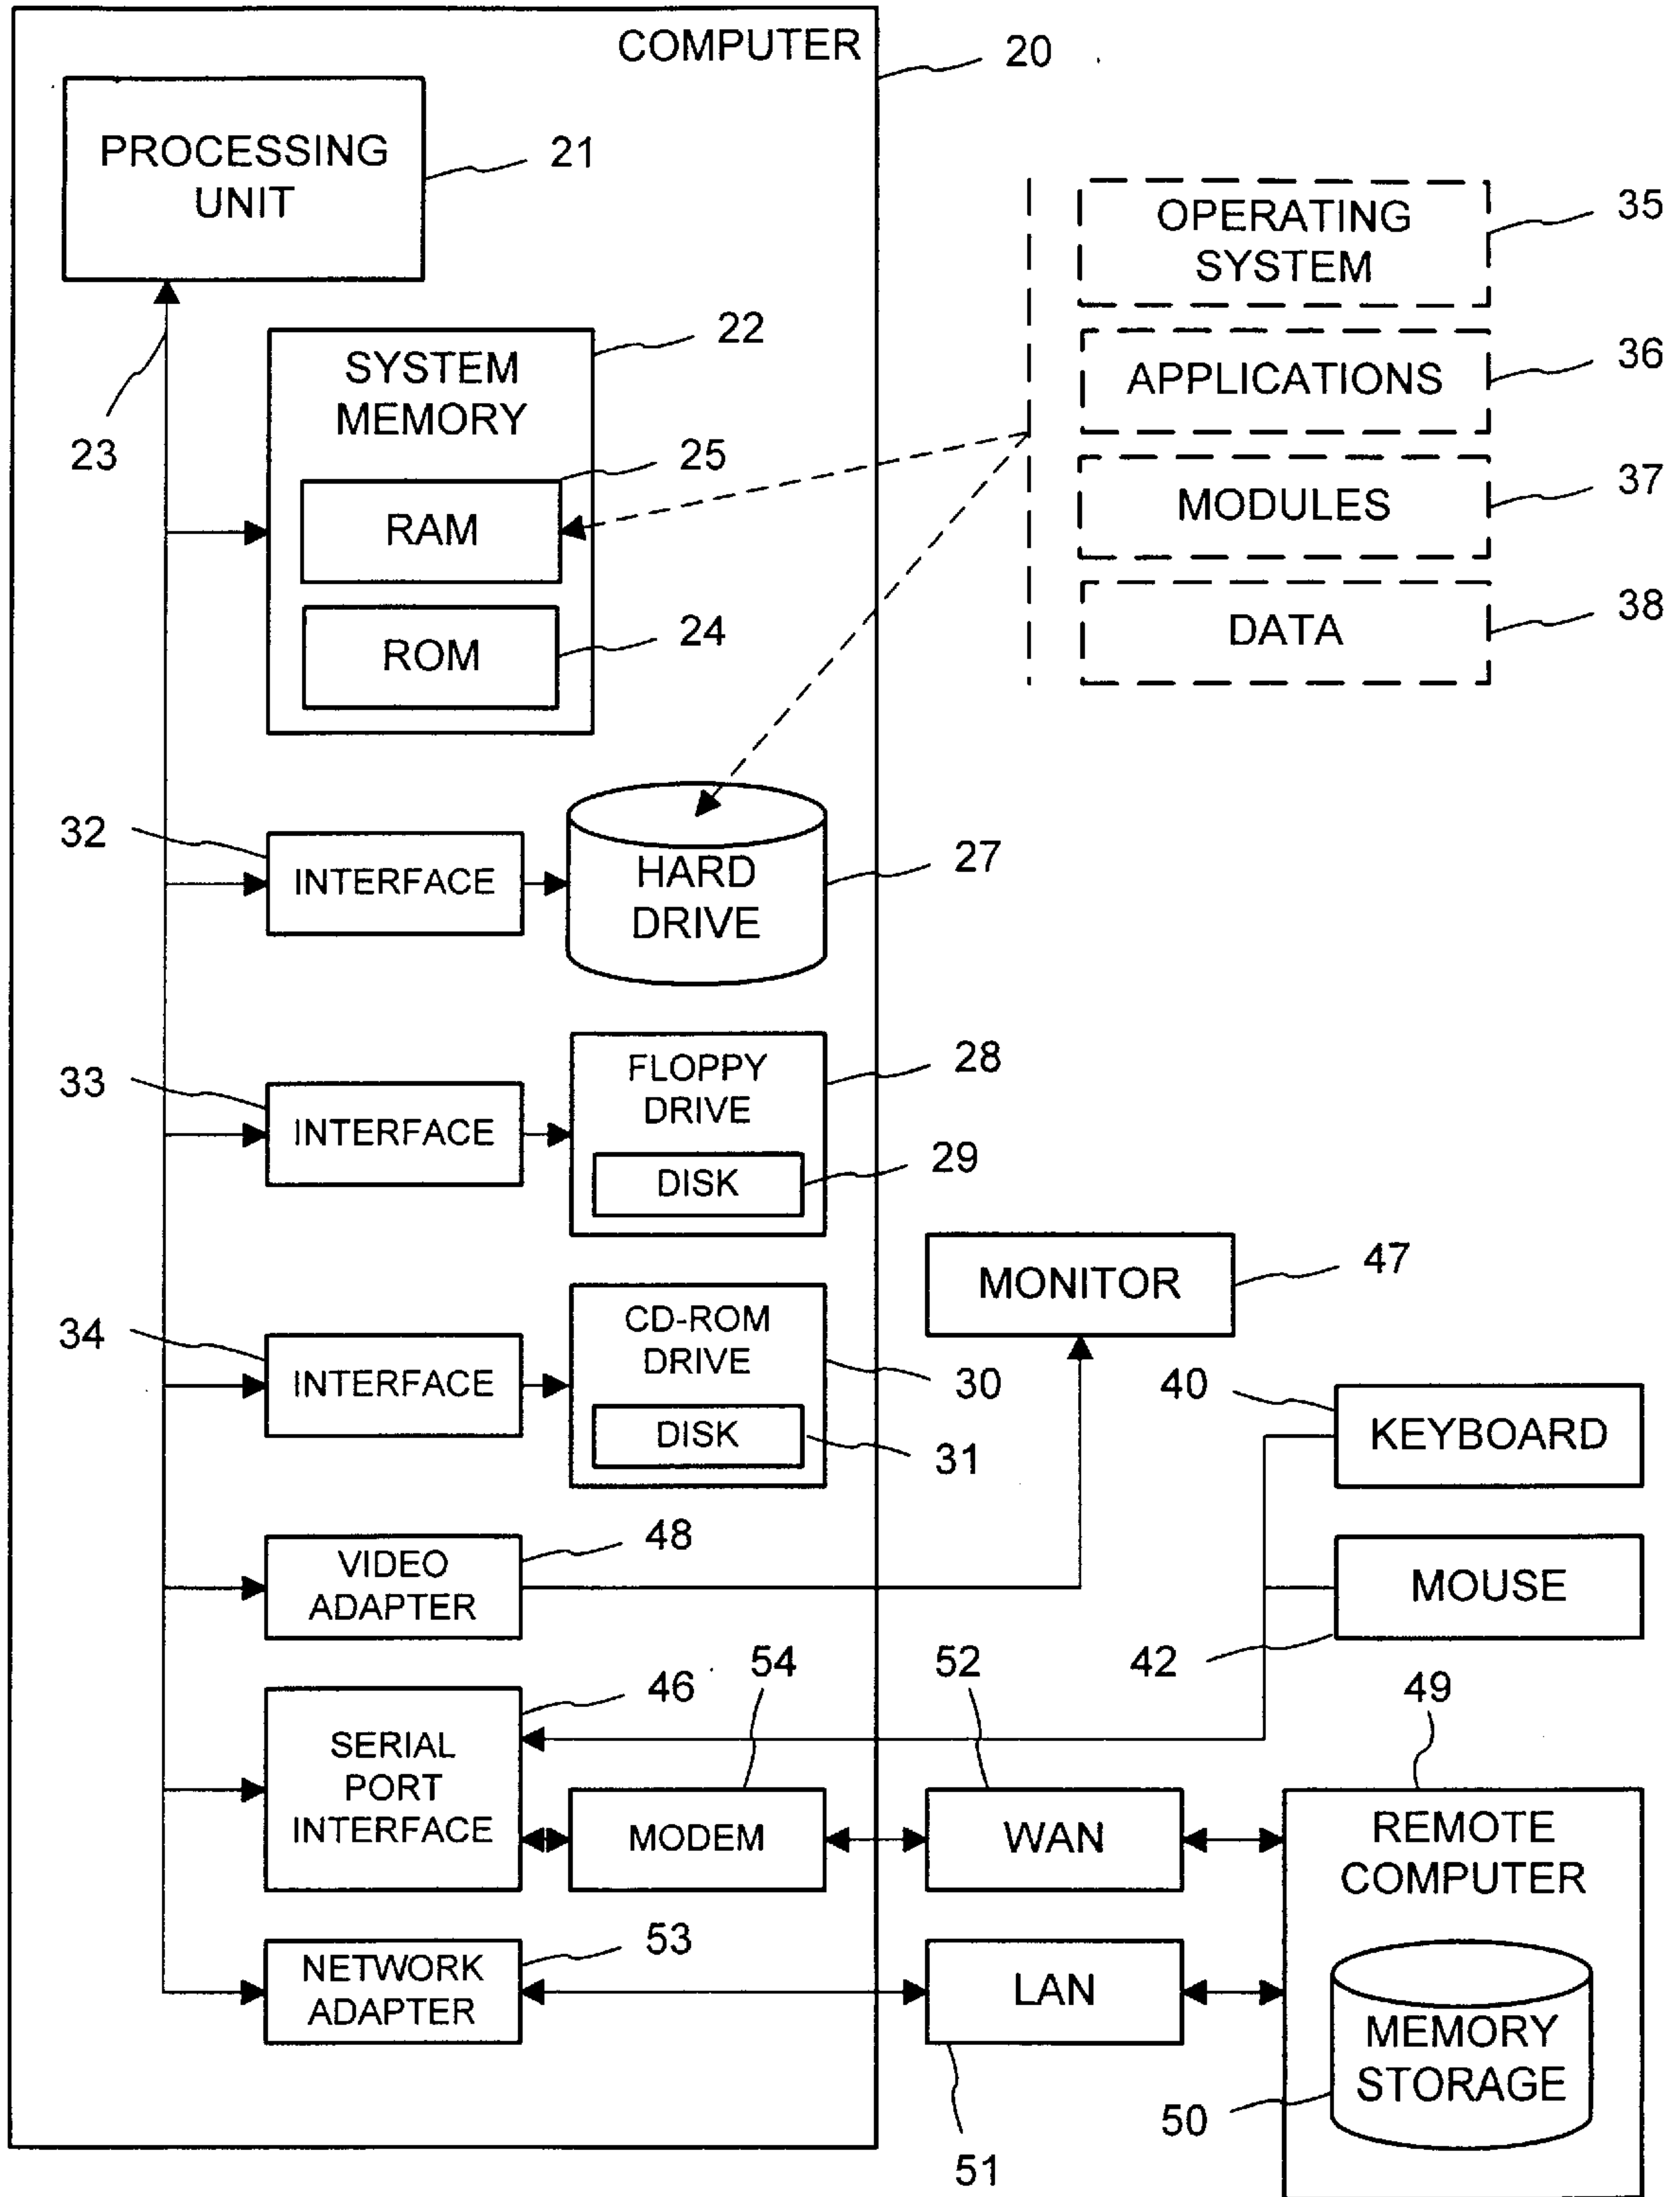 COMPUTER
20
PROCESSING
UNIT
21
23
SYSTEM
MEMORY
22
25
RAM
24
ROM
OPERATING
SYSTEM
35
APPLICATIONS
36
MODULES
37
DATA
38
32
INTERFACE
HARD
DRIVE
27
33
INTERFACE
FLOPPY
DRIVE
28
DISK
29
34
INTERFACE
CD-ROM
DRIVE
30
DISK
31
MONITOR
47
40
KEYBOARD
MOUSE
42
VIDEO
ADAPTER
48
46
SERIAL
PORT
INTERFACE
54
MODEM
52
WAN
49
REMOTE
COMPUTER
MEMORY
STORAGE
50
NETWORK
ADAPTER
53
LAN
51